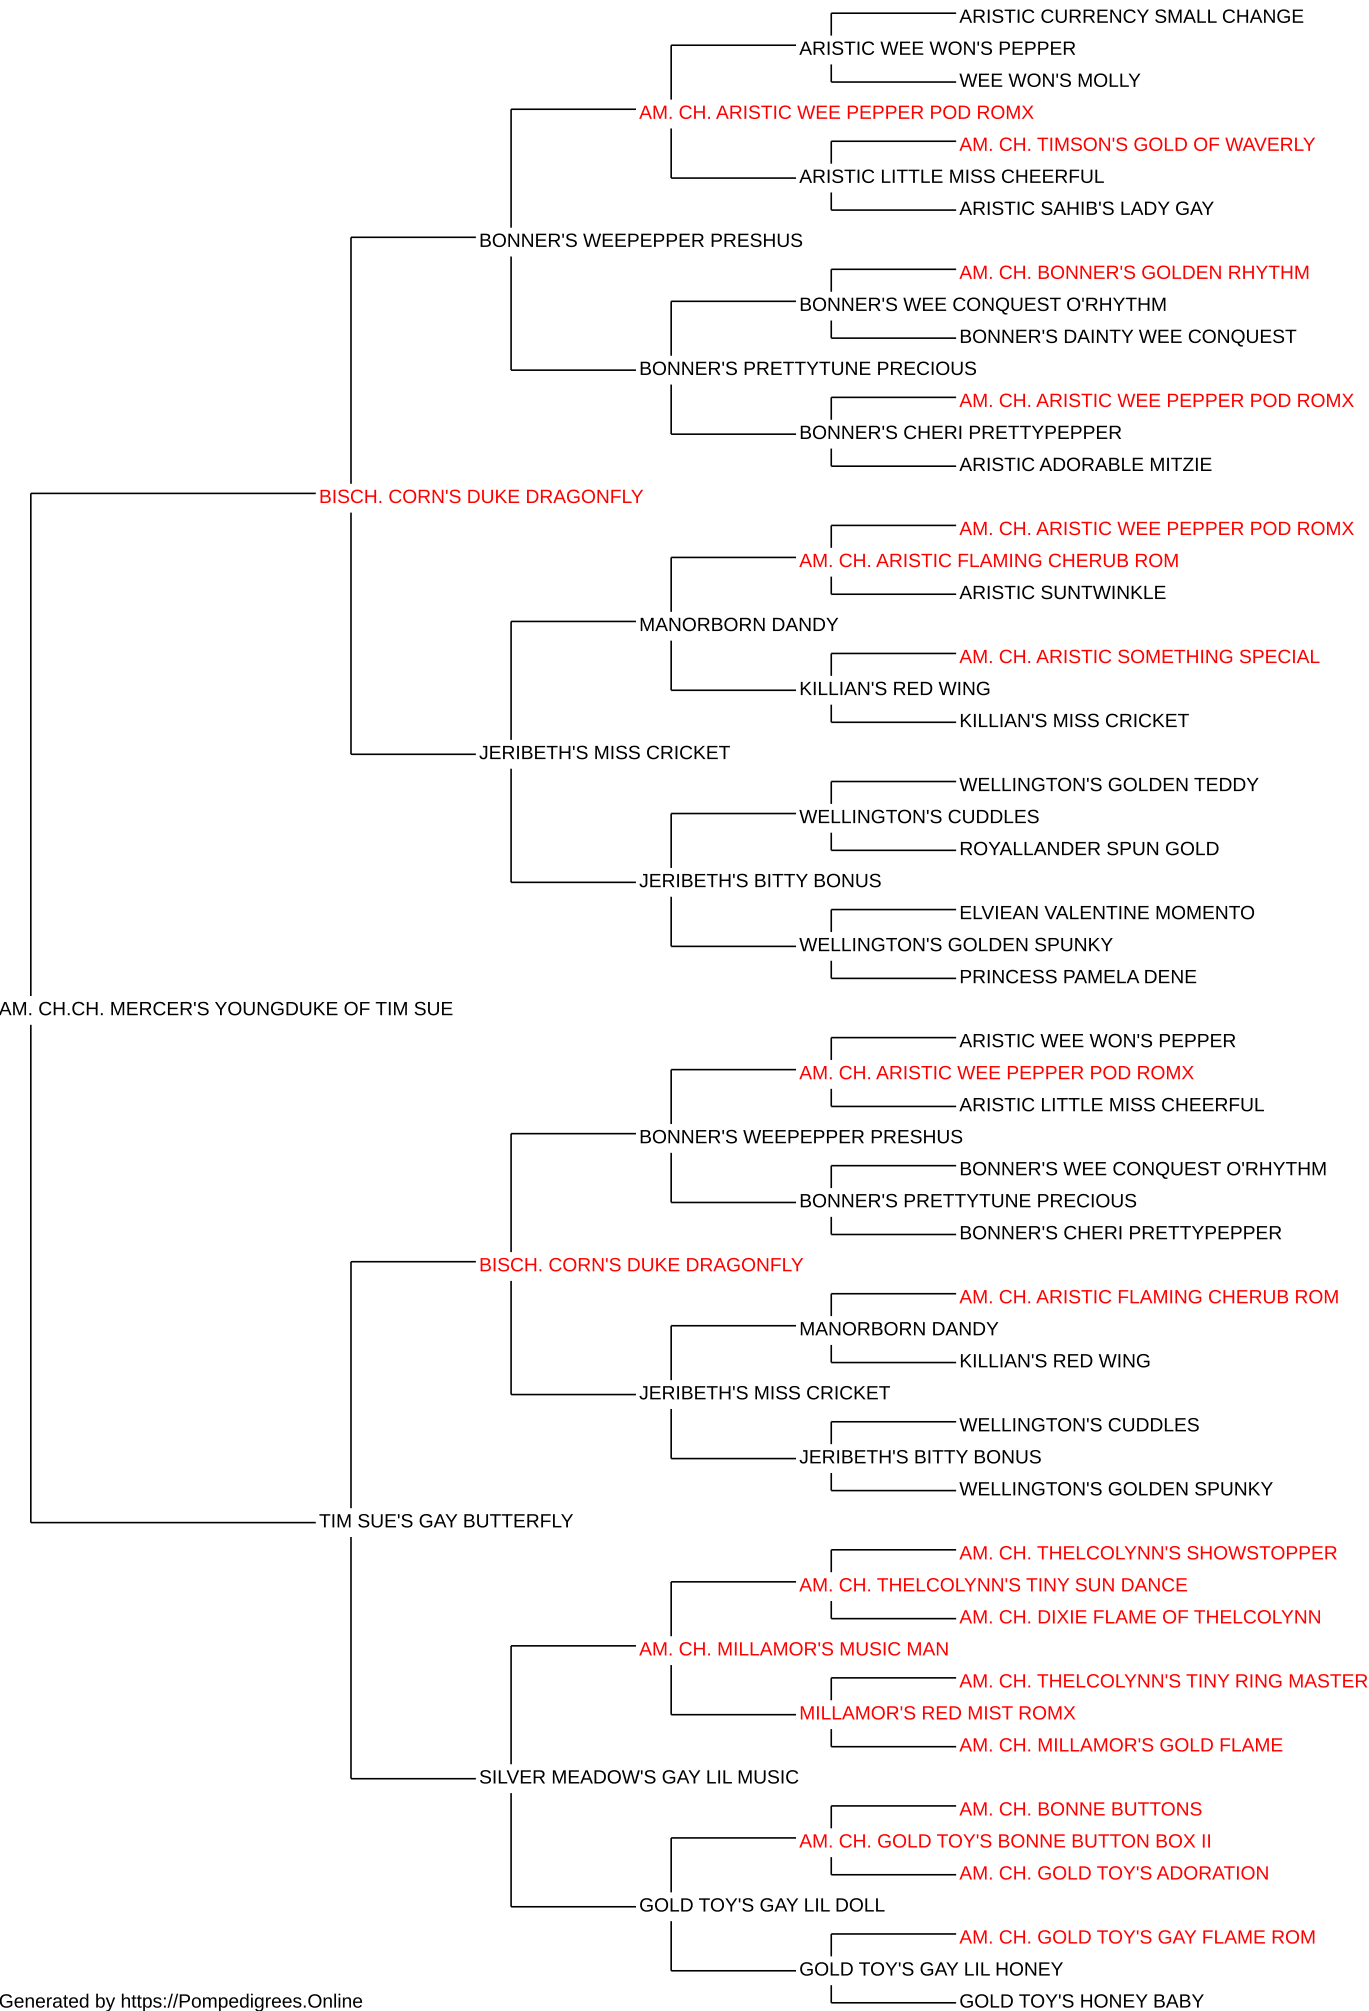 ARISTIC CURRENCY SMALL CHANGE
ARISTIC WEE WON'S PEPPER
WEE WON'S MOLLY
AM. CH. ARISTIC WEE PEPPER POD ROMX
AM. CH. TIMSON'S GOLD OF WAVERLY
ARISTIC LITTLE MISS CHEERFUL
ARISTIC SAHIB'S LADY GAY
BONNER'S WEEPEPPER PRESHUS
AM. CH. BONNER'S GOLDEN RHYTHM
BONNER'S WEE CONQUEST O'RHYTHM
BONNER'S DAINTY WEE CONQUEST
BONNER'S PRETTYTUNE PRECIOUS
AM. CH. ARISTIC WEE PEPPER POD ROMX
BONNER'S CHERI PRETTYPEPPER
ARISTIC ADORABLE MITZIE
BISCH. CORN'S DUKE DRAGONFLY
AM. CH. ARISTIC WEE PEPPER POD ROMX
AM. CH. ARISTIC FLAMING CHERUB ROM
ARISTIC SUNTWINKLE
MANORBORN DANDY
AM. CH. ARISTIC SOMETHING SPECIAL
KILLIAN'S RED WING
KILLIAN'S MISS CRICKET
JERIBETH'S MISS CRICKET
WELLINGTON'S GOLDEN TEDDY
WELLINGTON'S CUDDLES
ROYALLANDER SPUN GOLD
JERIBETH'S BITTY BONUS
ELVIEAN VALENTINE MOMENTO
WELLINGTON'S GOLDEN SPUNKY
PRINCESS PAMELA DENE
AM. CH.CH. MERCER'S YOUNGDUKE OF TIM SUE
ARISTIC WEE WON'S PEPPER
AM. CH. ARISTIC WEE PEPPER POD ROMX
ARISTIC LITTLE MISS CHEERFUL
BONNER'S WEEPEPPER PRESHUS
BONNER'S WEE CONQUEST O'RHYTHM
BONNER'S PRETTYTUNE PRECIOUS
BONNER'S CHERI PRETTYPEPPER
BISCH. CORN'S DUKE DRAGONFLY
AM. CH. ARISTIC FLAMING CHERUB ROM
MANORBORN DANDY
KILLIAN'S RED WING
JERIBETH'S MISS CRICKET
WELLINGTON'S CUDDLES
JERIBETH'S BITTY BONUS
WELLINGTON'S GOLDEN SPUNKY
TIM SUE'S GAY BUTTERFLY
AM. CH. THELCOLYNN'S SHOWSTOPPER
AM. CH. THELCOLYNN'S TINY SUN DANCE
AM. CH. DIXIE FLAME OF THELCOLYNN
AM. CH. MILLAMOR'S MUSIC MAN
AM. CH. THELCOLYNN'S TINY RING MASTER
MILLAMOR'S RED MIST ROMX
AM. CH. MILLAMOR'S GOLD FLAME
SILVER MEADOW'S GAY LIL MUSIC
AM. CH. BONNE BUTTONS
AM. CH. GOLD TOY'S BONNE BUTTON BOX II
AM. CH. GOLD TOY'S ADORATION
GOLD TOY'S GAY LIL DOLL
AM. CH. GOLD TOY'S GAY FLAME ROM
GOLD TOY'S GAY LIL HONEY
GOLD TOY'S HONEY BABY
Generated by https://Pompedigrees.Online